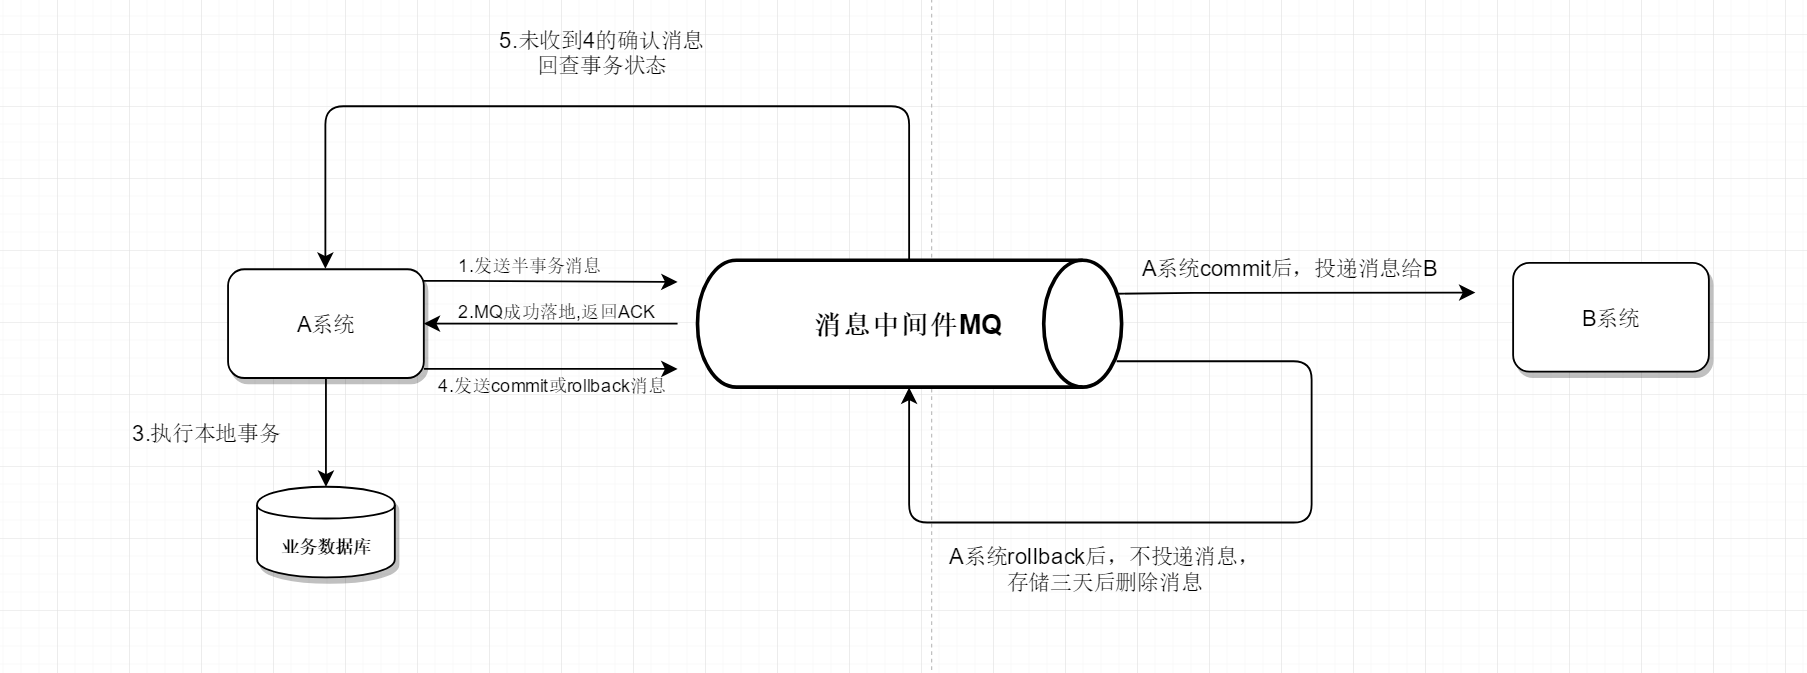 5.未收到4的确认消息
回查事务状态
1.发送半事务消息
A系统commit后，投递消息给B
2.MQ成功落地,返回ACK
A系统
消息中间件MQ
B系统
4.发送commit或rollback消息
3.执行本地事务
业务数据库
A系统rollback后，不投递消息，
存储三天后删除消息